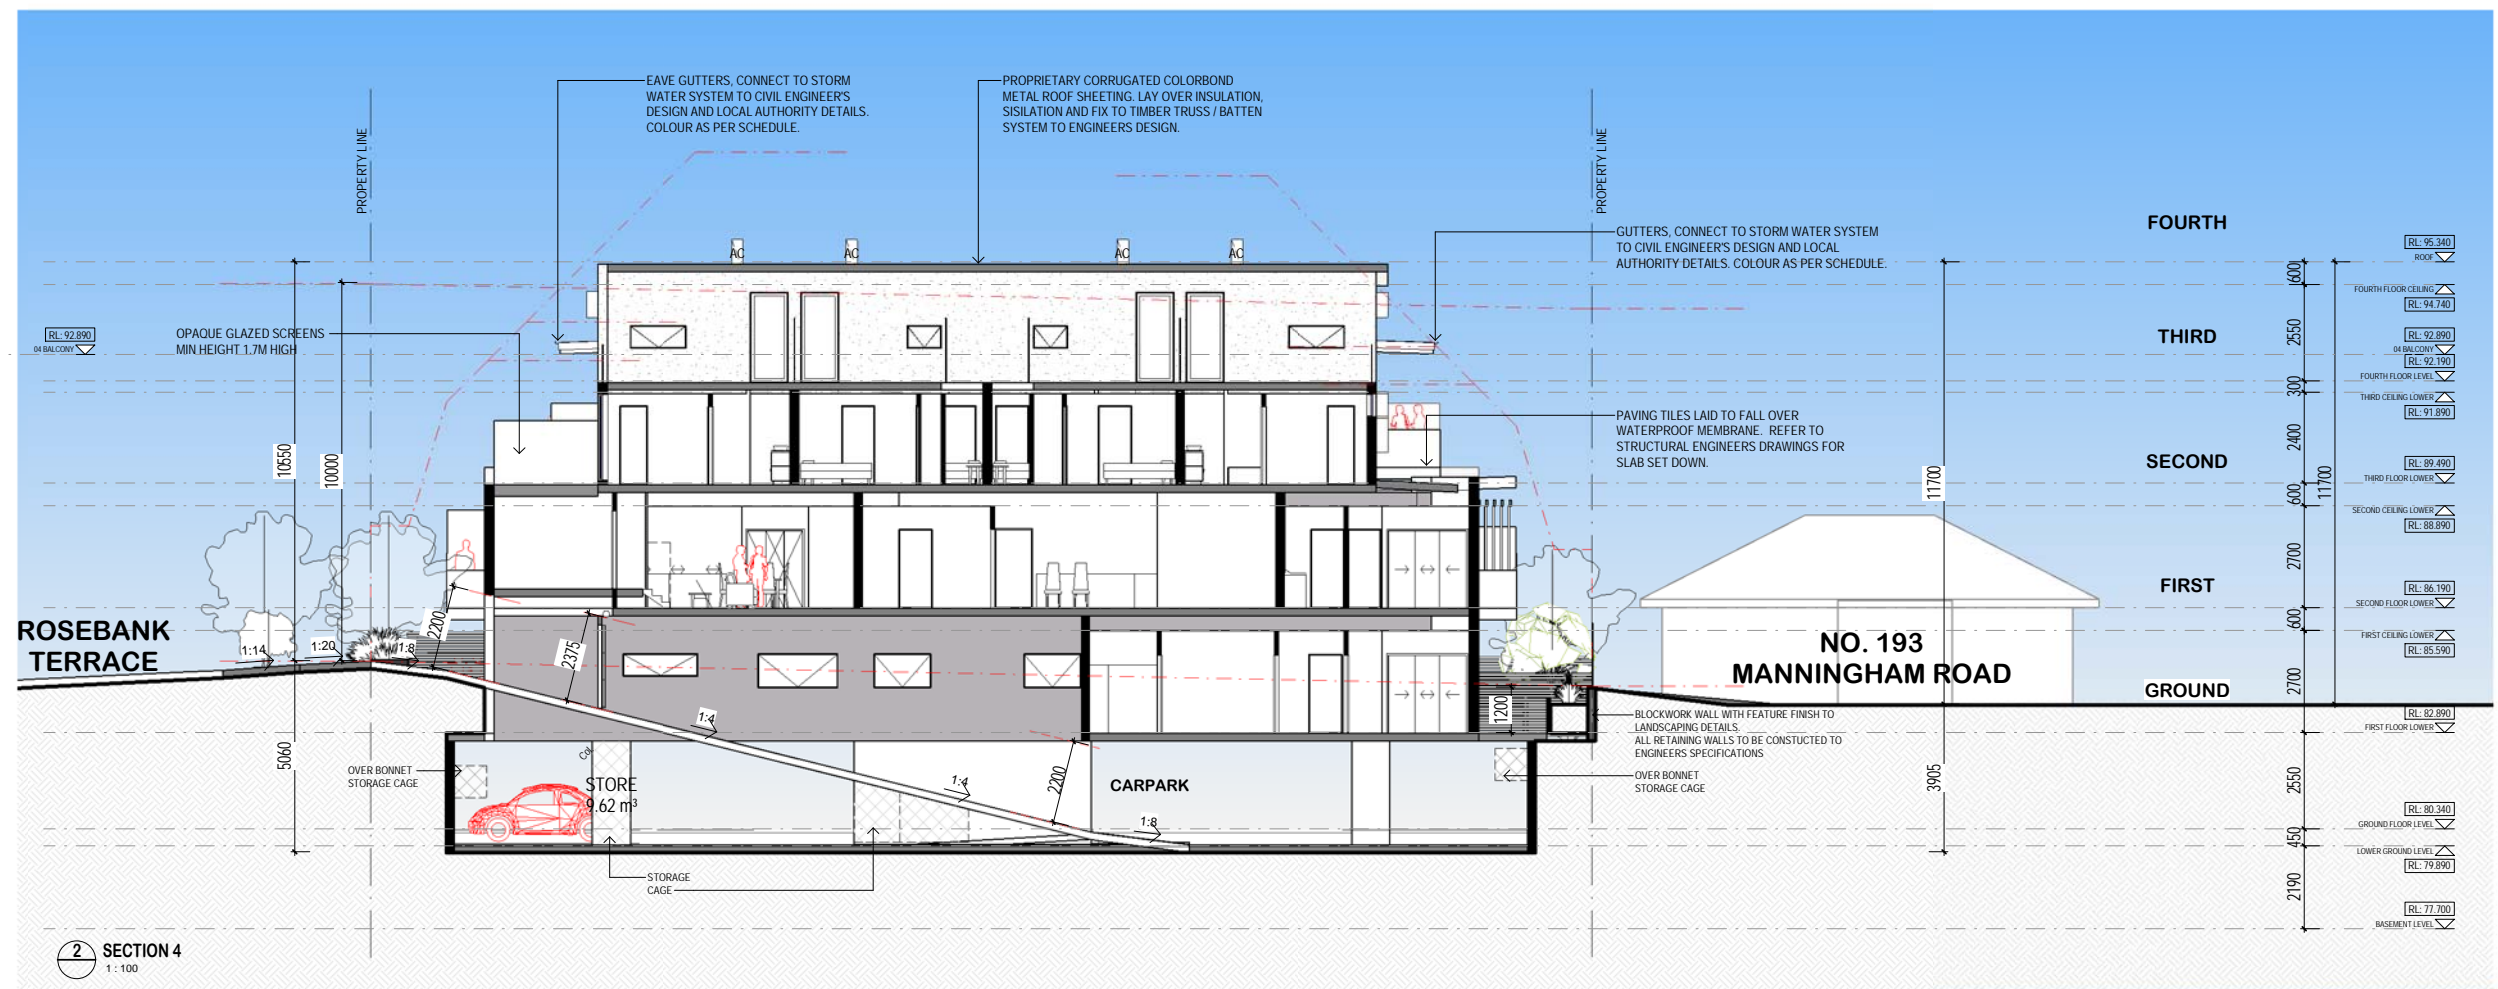 EAVE GUTTERS, CONNECT TO STORM
WATER SYSTEM TO CIVIL ENGINEER'S
DESIGN AND LOCAL AUTHORITY DETAILS.
COLOUR AS PER SCHEDULE.
PROPRIETARY CORRUGATED COLORBOND
METAL ROOF SHEETING. LAY OVER INSULATION,
SISILATION AND FIX TO TIMBER TRUSS / BATTEN
SYSTEM TO ENGINEERS DESIGN.
PROPERTY LINE
PROPERTY LINE
GUTTERS, CONNECT TO STORM WATER SYSTEM
TO CIVIL ENGINEER'S DESIGN AND LOCAL
AUTHORITY DETAILS. COLOUR AS PER SCHEDULE.
AC
AC
AC
AC
OPAQUE GLAZED SCREENS
MIN HEIGHT 1.7M HIGH
RL: 92.890
04 BALCONY
PAVING TILES LAID TO FALL OVER
WATERPROOF MEMBRANE. REFER TO
STRUCTURAL ENGINEERS DRAWINGS FOR
SLAB SET DOWN.
10550
10000
5060
ROSEBANK
TERRACE
1:14
1:20
1:8
2200
2375
1:4
1:4
2200
1:8
1200
NO. 193
MANNINGHAM ROAD
BLOCKWORK WALL WITH FEATURE FINISH TO
LANDSCAPING DETAILS.
ALL RETAINING WALLS TO BE CONSTUCTED TO
ENGINEERS SPECIFICATIONS
OVER BONNET
STORAGE CAGE
OVER BONNET
STORAGE CAGE
Col.
STORE
9.62 m³
CARPARK
STORAGE
CAGE
11700
3905
11700
FOURTH
THIRD
SECOND
FIRST
GROUND
600
2550
300
2400
600
2700
600
2700
2550
450
2190
RL: 95.340
ROOF
FOURTH FLOOR CEILING
RL: 94.740
RL: 92.890
04 BALCONY
RL: 92.190
FOURTH FLOOR LEVEL
THIRD CEILING LOWER
RL: 91.890
RL: 89.490
THIRD FLOOR LOWER
SECOND CEILING LOWER
RL: 88.890
RL: 86.190
SECOND FLOOR LOWER
FIRST CEILING LOWER
RL: 85.590
RL: 82.890
FIRST FLOOR LOWER
RL: 80.340
GROUND FLOOR LEVEL
LOWER GROUND LEVEL
RL: 79.890
RL: 77.700
BASEMENT LEVEL
2
SECTION 4
1 : 100